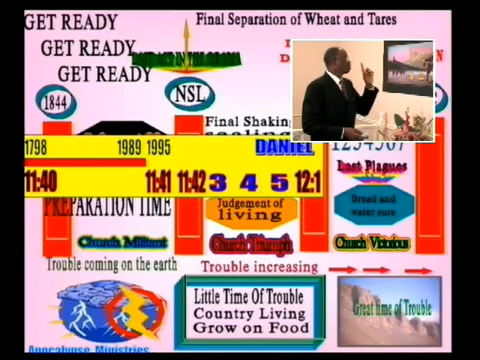 GET READY
GET READY
GET READY
Final Separation of Wheat and Tares
1844
NSL
Final Shaking
1798
1989 1995
DANIEL
11:40
11:41 11:42 3 4 5 12:1
1234567
Last Plagues
PREPARATION TIME
Judgement of
living
Bread and
water sure
Church Militant
Church Triumph
Church Vitorious
Trouble coming on the earth
Trouble increasing
Little Time Of Trouble
Country Living
Grow on Food
Great time of Trouble
Apocalypse Ministries